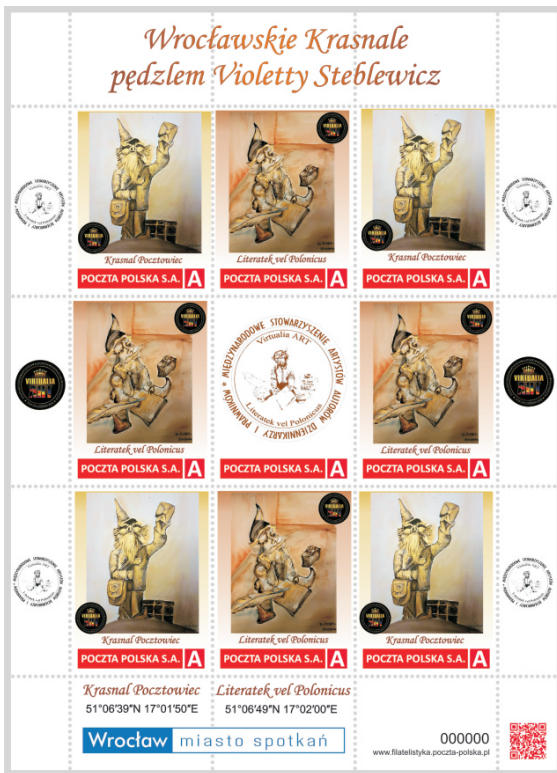 Wrocławskie Krasnale
pędzlem Violetty Steblewicz
Krasnal Pocztowiec
POCZTA POLSKA S.A. A
Literatek vel Polonicus
POCZTA POLSKA S.A. A
Krasnal Pocztowiec
POCZTA POLSKA S.A. A
VIRTUALIA
Literatek vel Polonicus
POCZTA POLSKA S.A. A
MIĘDZYNARODOWE STOWARZYSZENIE ARTYSTÓW AUTORÓW DZIENNIKARZY I PRAWNIKÓW
Virtualia ART
Literatek vel Polonicus
POCZTA POLSKA S.A. A
Literatek vel Polonicus
POCZTA POLSKA S.A. A
VIRTUALIA
Krasnal Pocztowiec
POCZTA POLSKA S.A. A
Literatek vel Polonicus
POCZTA POLSKA S.A. A
Krasnal Pocztowiec
POCZTA POLSKA S.A. A
Krasnal Pocztowiec
51°06'39"N 17°01'50"E
Literatek vel Polonicus
51°06'49"N 17°02'00"E
Wrocław miasto spotkań
000000
www.filatelistyka.poczta-polska.pl